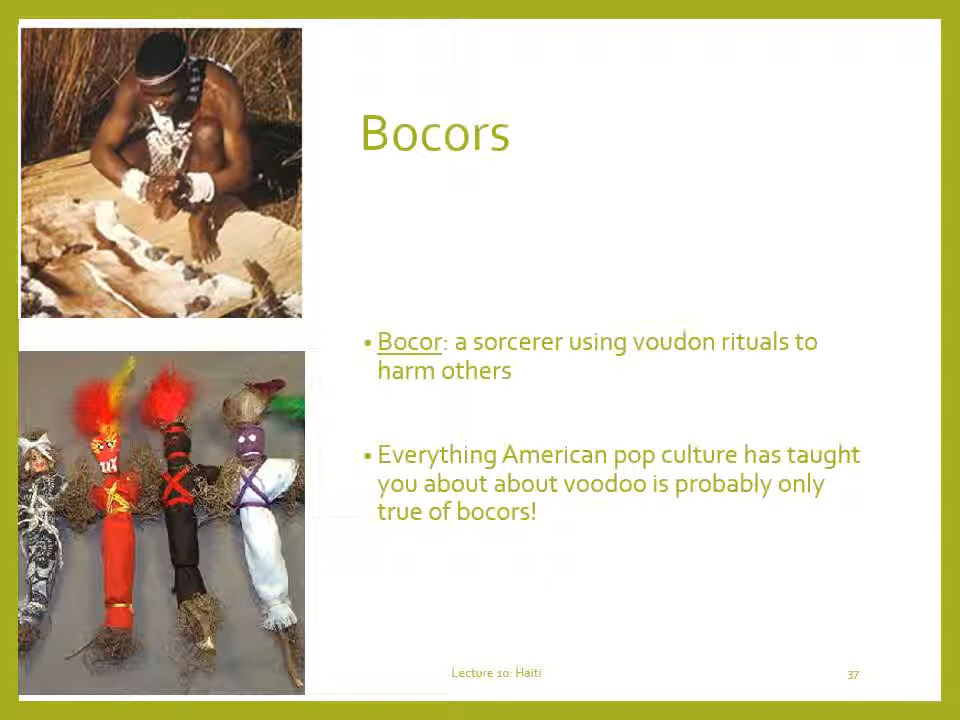 Bocors
• Bocor: a sorcerer using voudon rituals to
harm others
• Everything American pop culture has taught
you about about voodoo is probably only
true of bocors!
Lecture 10: Haiti
37